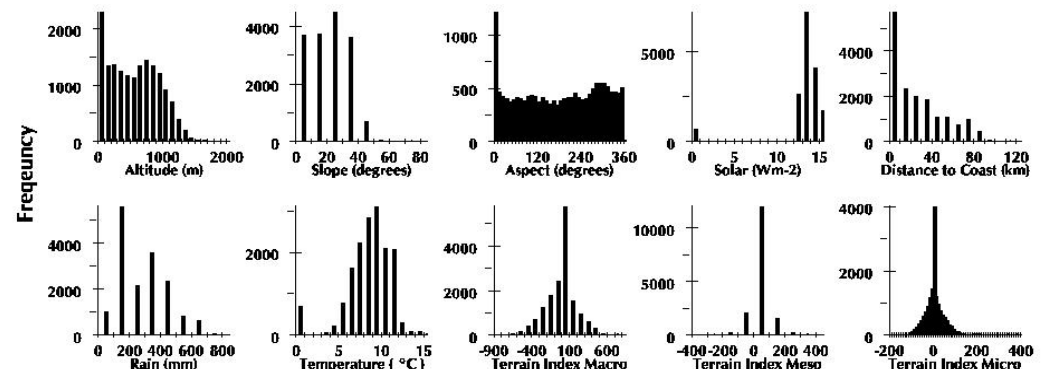 Freqeuncy
2000
1000
0
0 1000 2000
Altitude (m)
4000
2000
0
0 20 40 60 80
Slope (degrees)
1000
500
0
0 120 240 360
Aspect (degrees)
5000
0
0 5 10 15
Solar (Wm-2)
4000
2000
0
0 40 80 120
Distance to Coast (km)
4000
2000
0
0 200 400 600 800
Rain (mm)
2000
0
0 5 10 15
Temperature ( °C )
4000
2000
0
-900 -400 100 600
Terrain Index Macro
10000
5000
0
-400 -200 0 200 400
Terrain Index Meso
4000
2000
0
-200 0 200 400
Terrain Index Micro